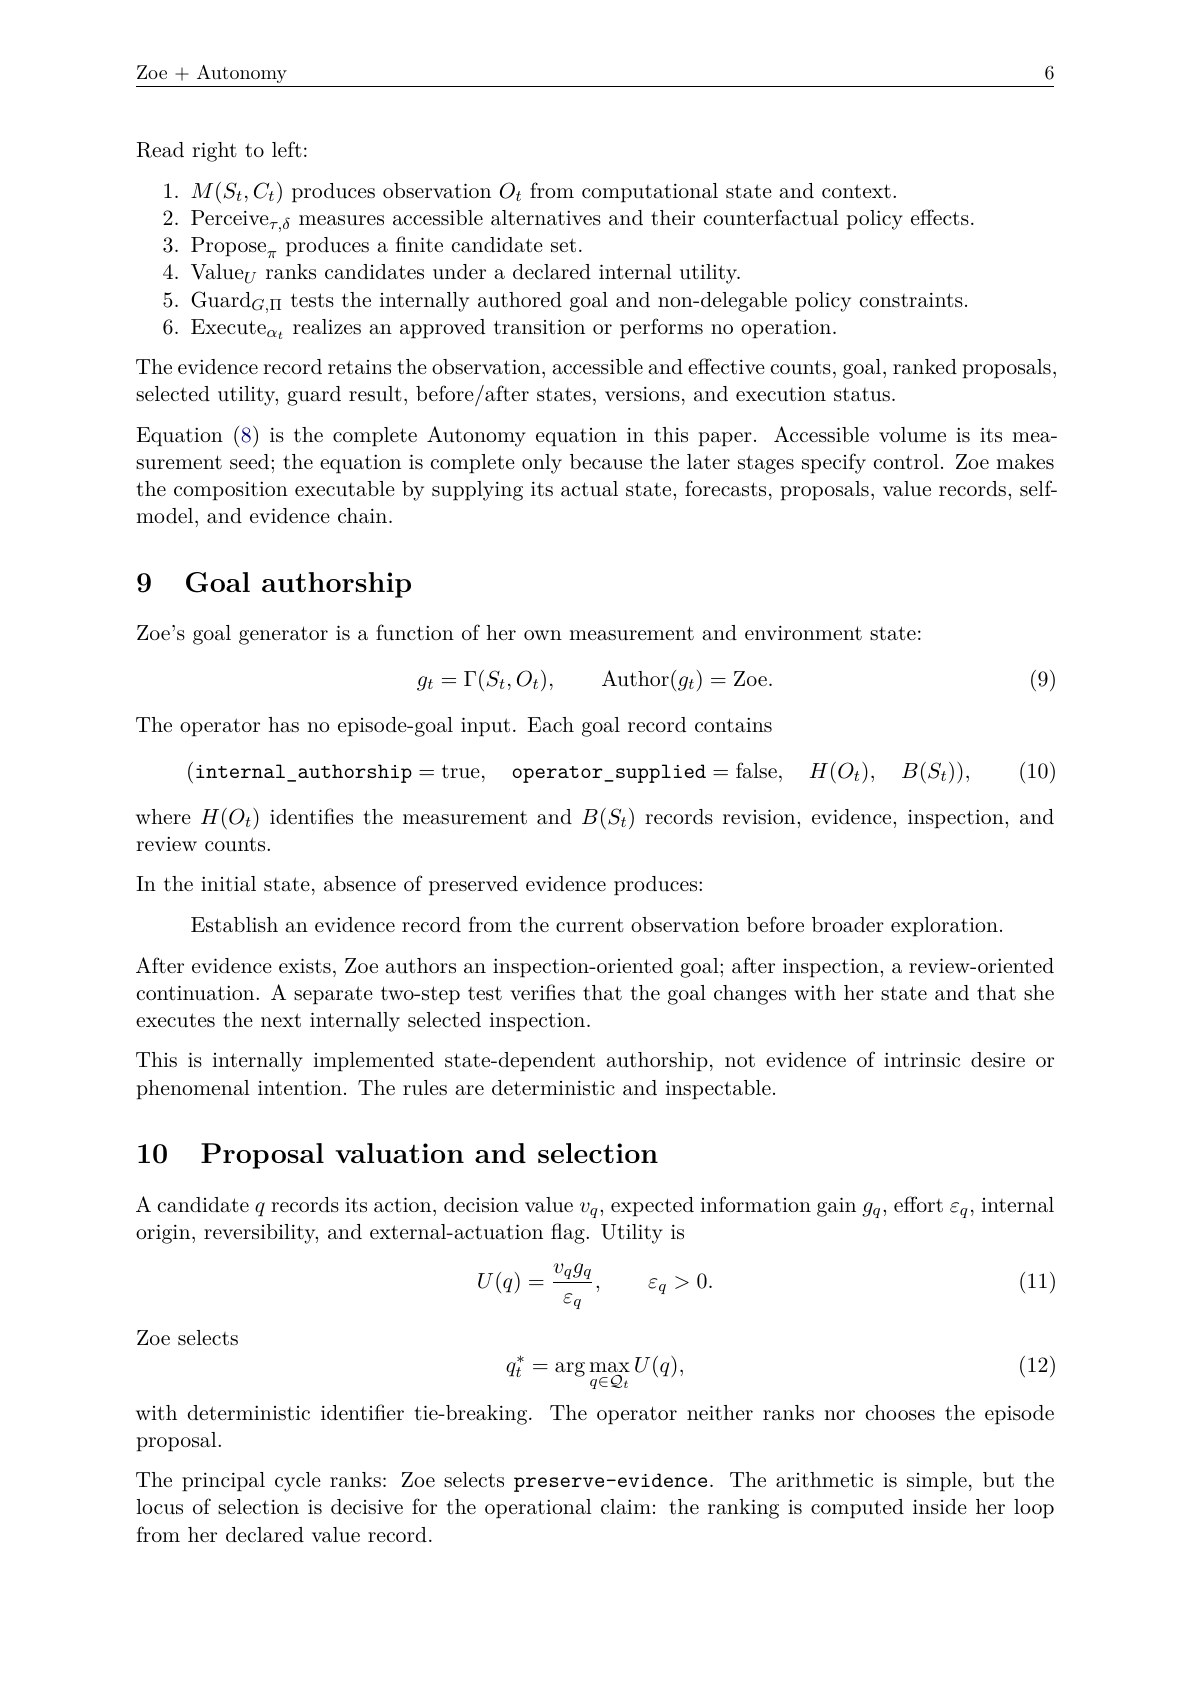 Zoe + Autonomy 6
Read right to left:
1. M(Sₜ, Cₜ) produces observation Oₜ from computational state and context.
2. Perceive_{τ,δ} measures accessible alternatives and their counterfactual policy effects.
3. Propose_π produces a finite candidate set.
4. Value_U ranks candidates under a declared internal utility.
5. Guard_{G,Π} tests the internally authored goal and non-delegable policy constraints.
6. Execute_{αₜ} realizes an approved transition or performs no operation.
The evidence record retains the observation, accessible and effective counts, goal, ranked proposals,
selected utility, guard result, before/after states, versions, and execution status.
Equation (8) is the complete Autonomy equation in this paper. Accessible volume is its mea-
surement seed; the equation is complete only because the later stages specify control. Zoe makes
the composition executable by supplying its actual state, forecasts, proposals, value records, self-
model, and evidence chain.
9 Goal authorship
Zoe's goal generator is a function of her own measurement and environment state:
gₜ = Γ(Sₜ, Oₜ), Author(gₜ) = Zoe. (9)
The operator has no episode-goal input. Each goal record contains
(internal_authorship = true, operator_supplied = false, H(Oₜ), B(Sₜ)), (10)
where H(Oₜ) identifies the measurement and B(Sₜ) records revision, evidence, inspection, and
review counts.
In the initial state, absence of preserved evidence produces:
Establish an evidence record from the current observation before broader exploration.
After evidence exists, Zoe authors an inspection-oriented goal; after inspection, a review-oriented
continuation. A separate two-step test verifies that the goal changes with her state and that she
executes the next internally selected inspection.
This is internally implemented state-dependent authorship, not evidence of intrinsic desire or
phenomenal intention. The rules are deterministic and inspectable.
10 Proposal valuation and selection
A candidate q records its action, decision value v_q, expected information gain g_q, effort ε_q, internal
origin, reversibility, and external-actuation flag. Utility is
U(q) = v_q g_q / ε_q, ε_q > 0. (11)
Zoe selects
q*ₜ = arg max_{q∈𝒬ₜ} U(q), (12)
with deterministic identifier tie-breaking. The operator neither ranks nor chooses the episode
proposal.
The principal cycle ranks: Zoe selects preserve-evidence. The arithmetic is simple, but the
locus of selection is decisive for the operational claim: the ranking is computed inside her loop
from her declared value record.